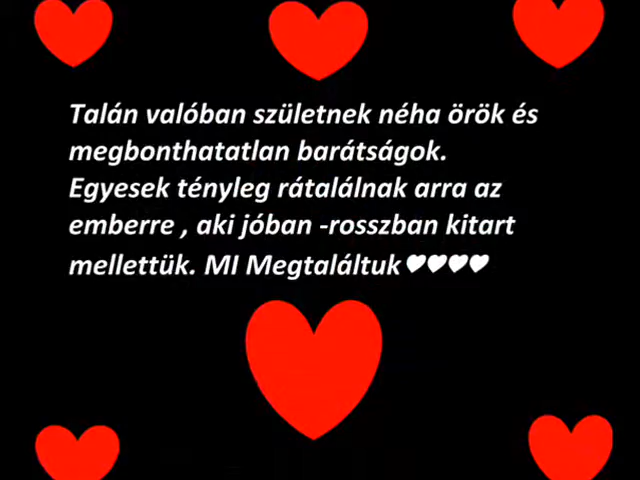 Talán valóban születnek néha örök és
megbonthatatlan barátságok.
Egyesek tényleg rátalálnak arra az
emberre , aki jóban -rosszban kitart
mellettük. MI Megtaláltuk♥♥♥♥